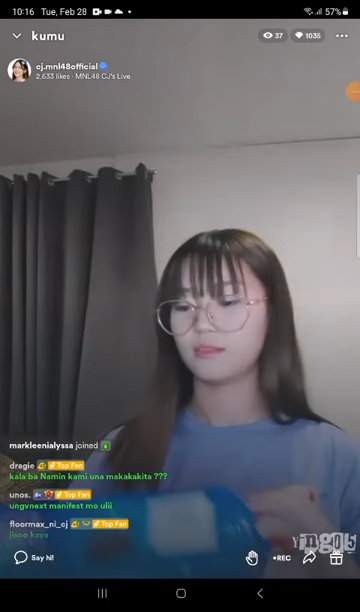 10:16 Tue, Feb 28 57%
kumu 37 1035
cj.mnl48official
2,633 likes · MNL48 CJ's Live
markleenialyssa joined
dragie Top Fan
kala ba Namin kami una makakakita ???
unos. Top Fan
ungvnext manifest mo ulii
floormax_ni_cj Top Fan
jisoo kaya
Say hi! •REC